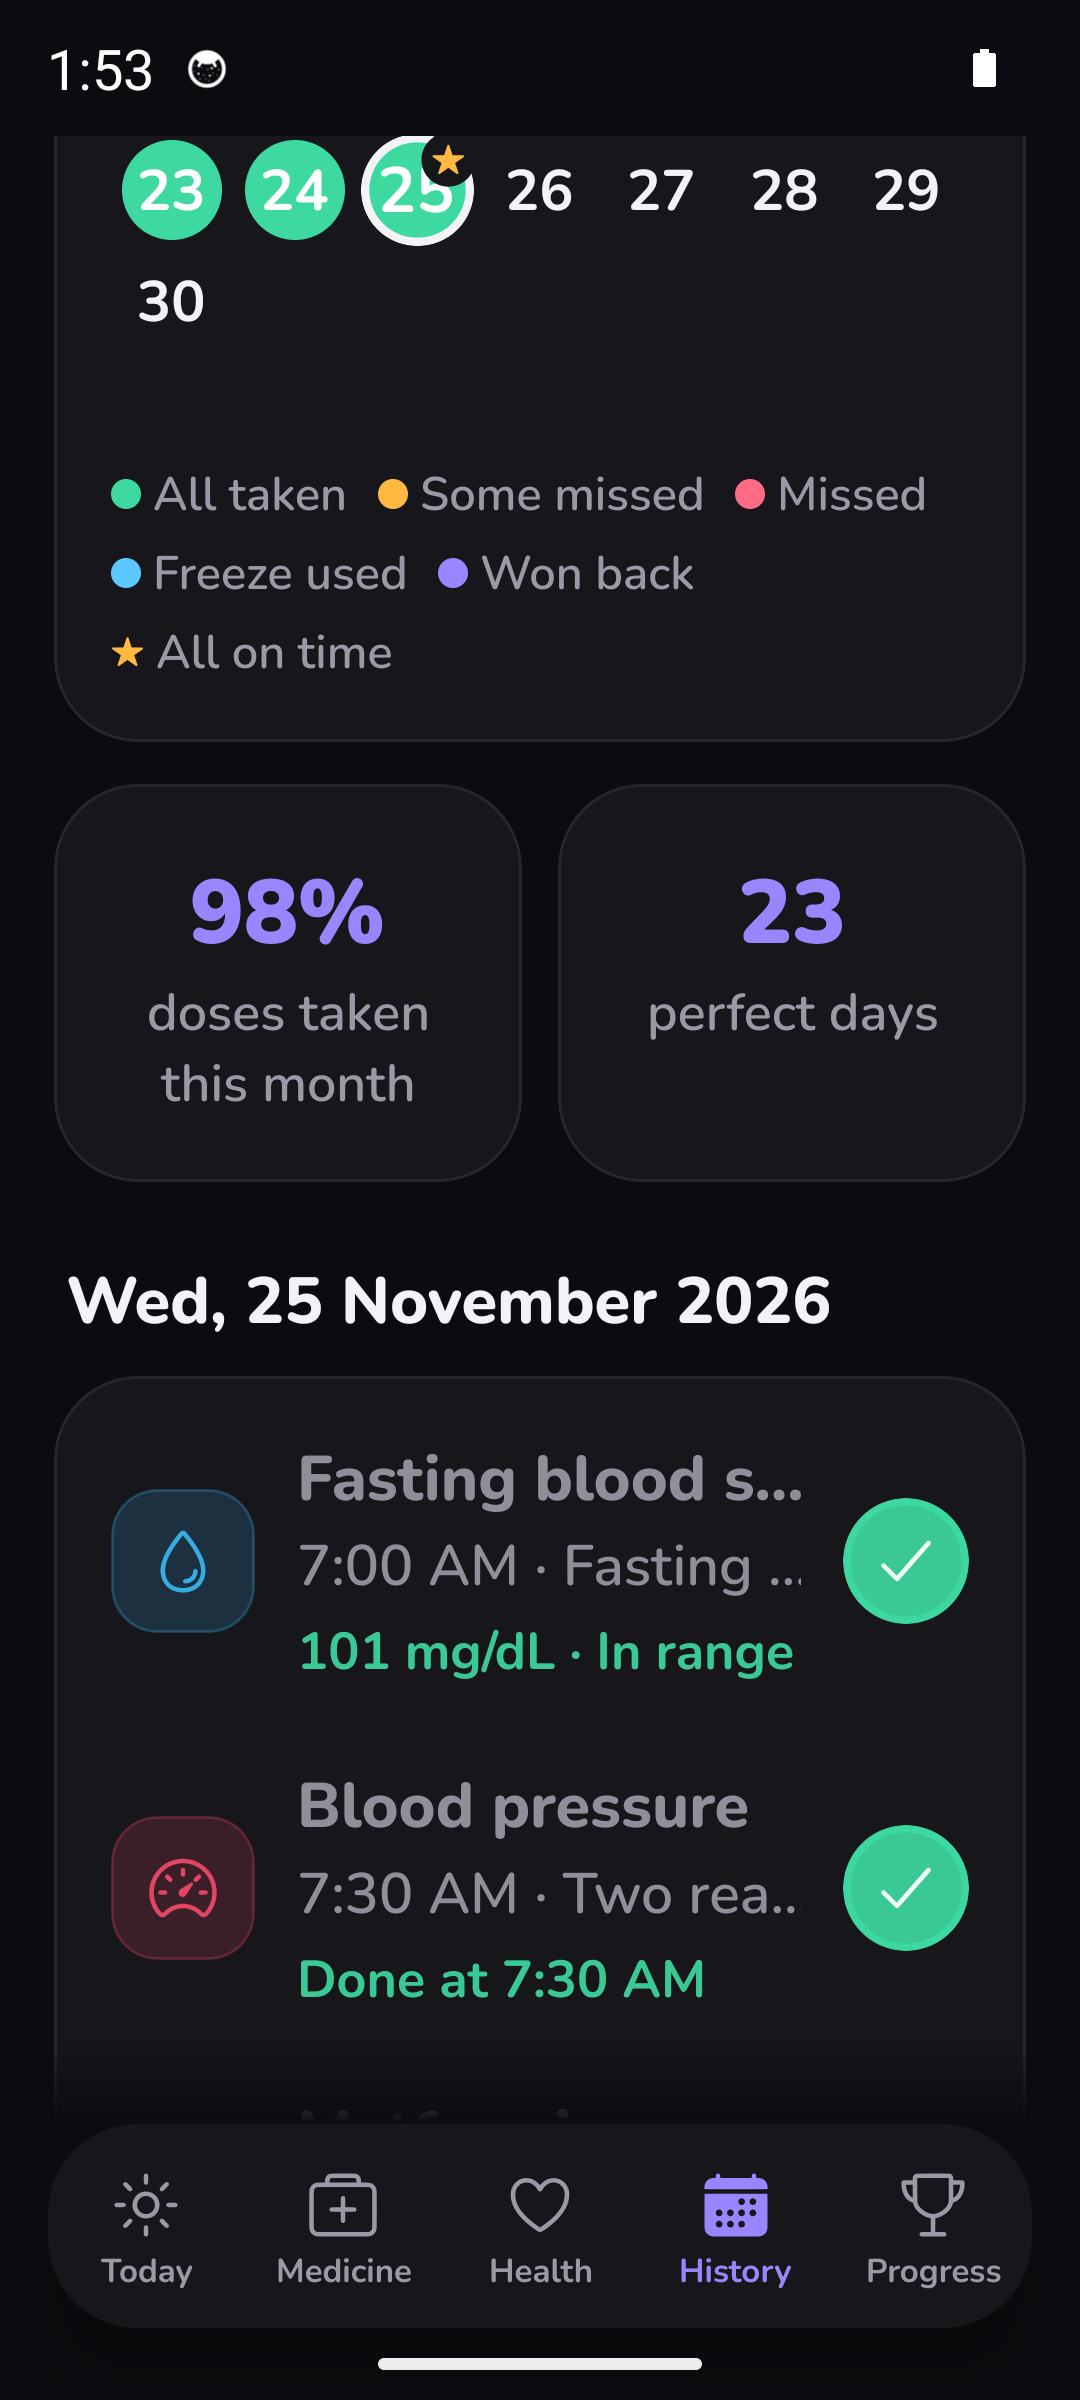 1:53
23 24 25 26 27 28 29
30
All taken Some missed Missed
Freeze used Won back
All on time
98%
doses taken
this month
23
perfect days
Wed, 25 November 2026
Fasting blood s...
7:00 AM · Fasting ...
101 mg/dL · In range
Blood pressure
7:30 AM · Two rea...
Done at 7:30 AM
Today Medicine Health History Progress